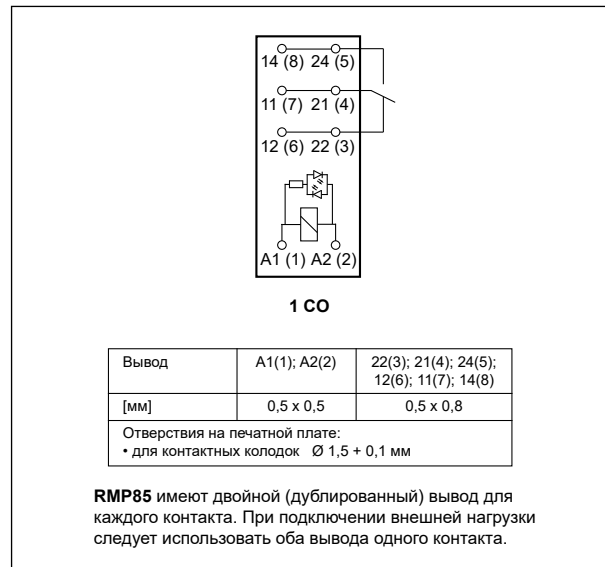 14 (8) 24 (5)
11 (7) 21 (4)
12 (6) 22 (3)
A1 (1) A2 (2)
1 CO
Вывод A1(1); A2(2) 22(3); 21(4); 24(5);
12(6); 11(7); 14(8)
[мм] 0,5 x 0,5 0,5 x 0,8
Отверстия на печатной плате:
• для контактных колодок Ø 1,5 + 0,1 мм
RMP85 имеют двойной (дублированный) вывод для
каждого контакта. При подключении внешней нагрузки
следует использовать оба вывода одного контакта.